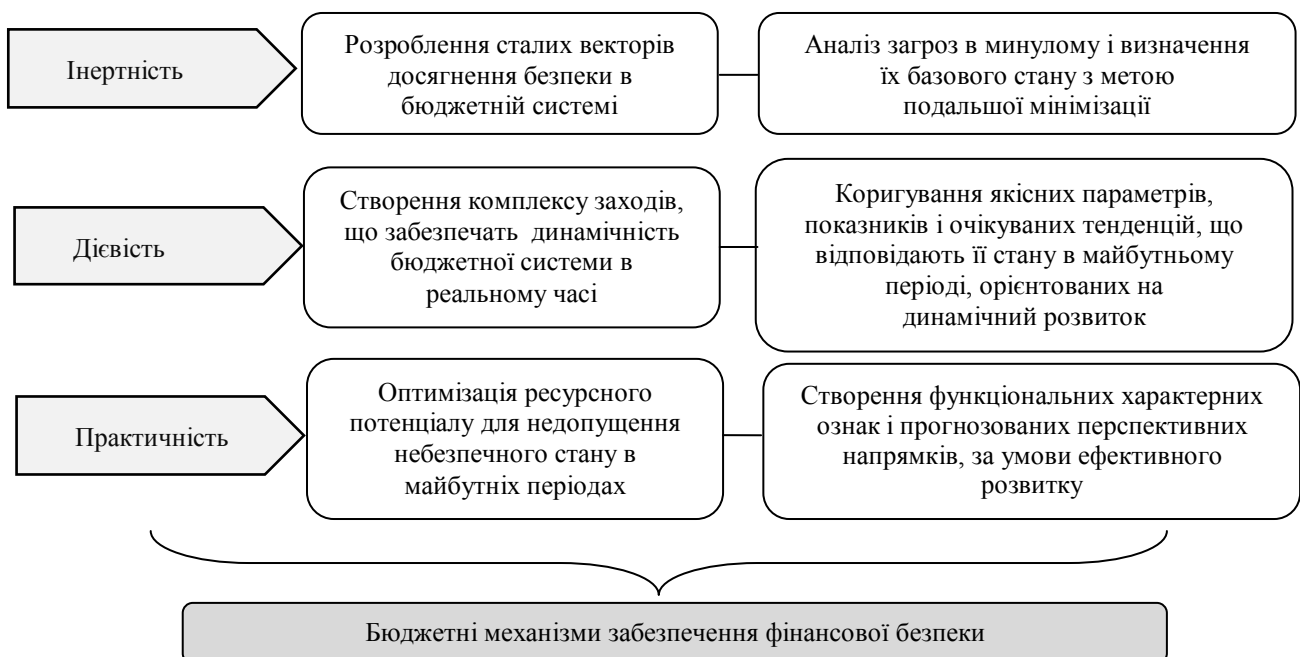 Інертність
Розроблення сталих векторів
досягнення безпеки в
бюджетній системі
Аналіз загроз в минулому і визначення
їх базового стану з метою
подальшої мінімізації
Дієвість
Створення комплексу заходів,
що забезпечать динамічність
бюджетної системи в
реальному часі
Коригування якісних параметрів,
показників і очікуваних тенденцій, що
відповідають її стану в майбутньому
періоді, орієнтованих на
динамічний розвиток
Практичність
Оптимізація ресурсного
потенціалу для недопущення
небезпечного стану в
майбутніх періодах
Створення функціональних характерних
ознак і прогнозованих перспективних
напрямків, за умови ефективного
розвитку
Бюджетні механізми забезпечення фінансової безпеки